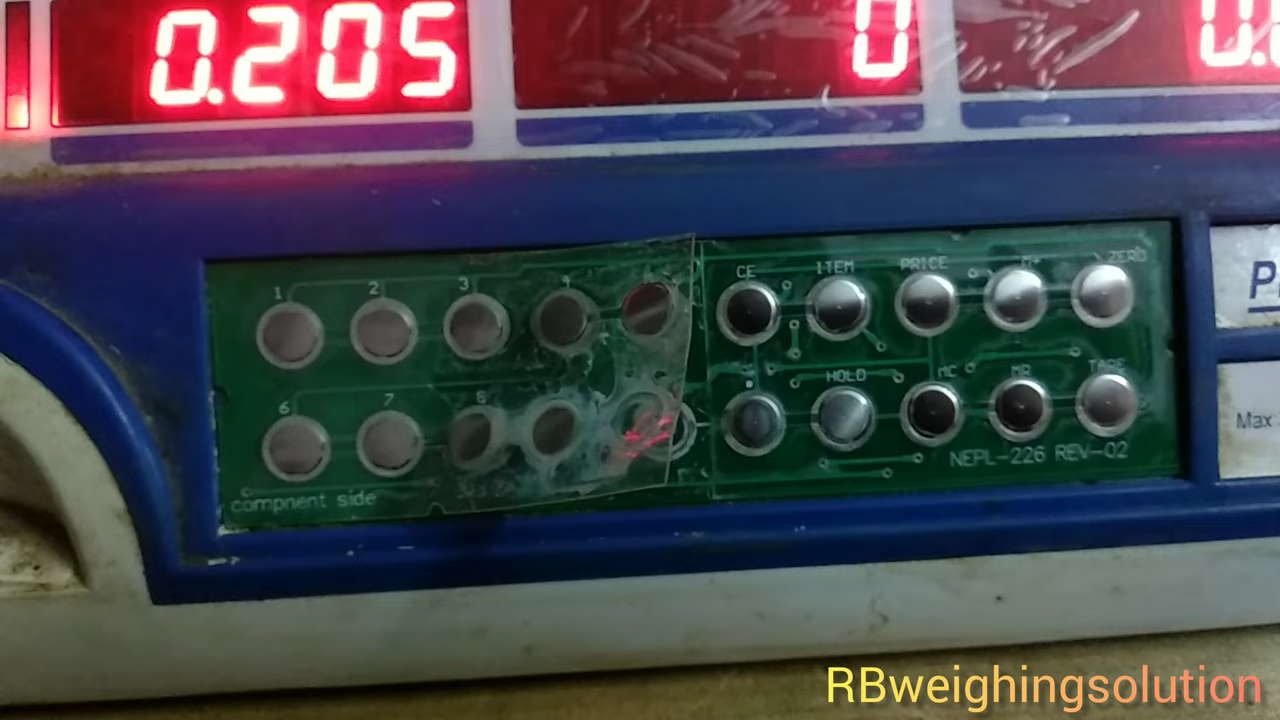 0.205 0 0.
CE ITEM PRICE M+ ZERO
1 2 3 4
HOLD MC MR TARE
6 7 8
NEPL-226 REV-02
compnent side
Max
RBweighingsolution